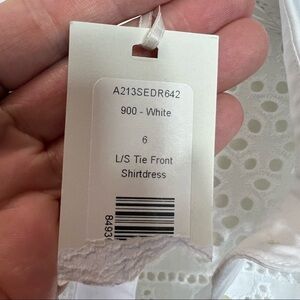 A213SEDR642
900 - White
6
L/S Tie Front
Shirtdress